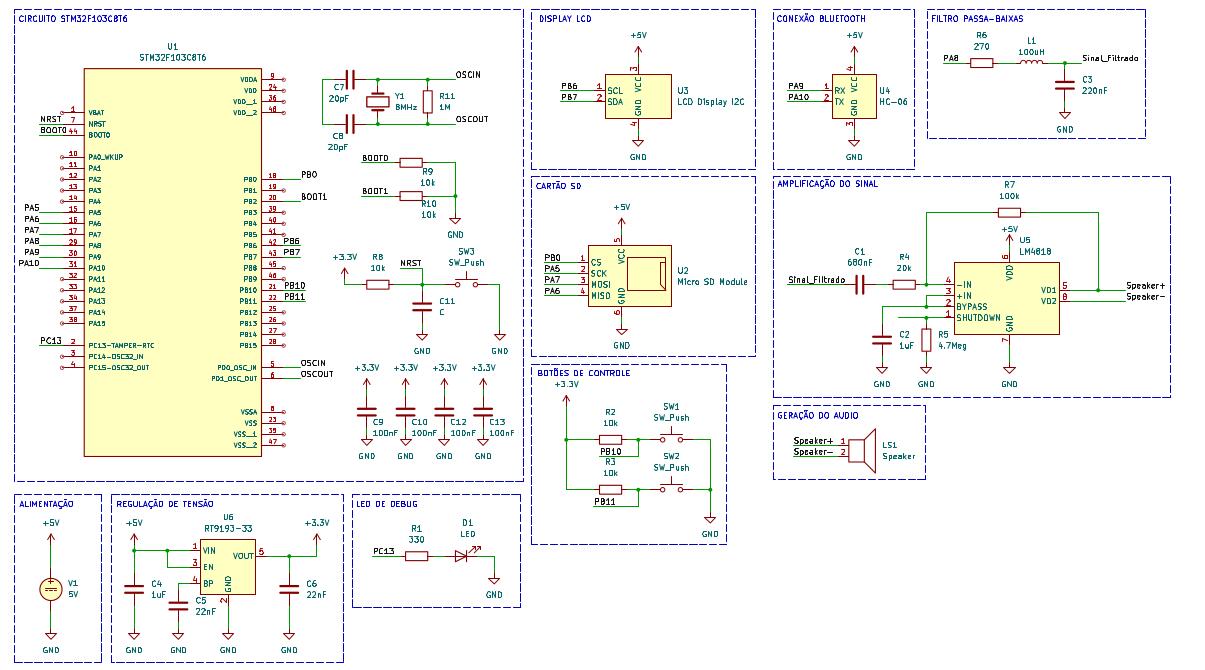 CIRCUITO STM32F103C8T6
U1
STM32F103C8T6
VBAT
NRST
BOOT0
PA0_WKUP
PA1
PA2
PA3
PA4
PA5
PA6
PA7
PA8
PA9
PA10
PA11
PA12
PA13
PA14
PA15
PC13-TAMPER-RTC
PC14-OSC32_IN
PC15-OSC32_OUT
1
7
44
10
11
12
13
14
15
16
17
29
30
31
32
33
34
37
38
2
3
4
NRST
BOOT0
PA5
PA6
PA7
PA8
PA9
PA10
PC13
VDDA
VDD
VDD__1
VDD__2
PB0
PB1
PB2
PB3
PB4
PB5
PB6
PB7
PB8
PB9
PB10
PB11
PB12
PB13
PB14
PB15
PD0_OSC_IN
PD1_OSC_OUT
VSSA
VSS
VSS__1
VSS__2
9
24
36
48
18
19
20
39
40
41
42
43
45
46
21
22
25
26
27
28
5
6
8
23
35
47
PB0
BOOT1
PB6
PB7
PB10
PB11
OSCIN
OSCOUT
C7
20pF
C8
20pF
Y1
8MHz
R11
1M
OSCIN
OSCOUT
BOOT0
R9
10k
BOOT1
R10
10k
GND
+3.3V
R8
10k
NRST
SW3
SW_Push
C11
C
GND
GND
+3.3V
+3.3V
+3.3V
+3.3V
C9
100nF
C10
100nF
C12
100nF
C13
100nF
GND
GND
GND
GND
DISPLAY LCD
+5V
3
VCC
PB6
1
SCL
PB7
2
SDA
GND
4
U3
LCD Display I2C
GND
CONEXÃO BLUETOOTH
+5V
4
VCC
PA9
1
RX
PA10
2
TX
GND
3
U4
HC-06
GND
FILTRO PASSA-BAIXAS
R6
270
L1
100uH
PA8
Sinal_Filtrado
C3
220nF
GND
CARTÃO SD
+5V
5
VCC
PB0
1
CS
PA5
2
SCK
PA7
3
MOSI
PA6
4
MISO
GND
6
U2
Micro SD Module
GND
AMPLIFICAÇÃO DO SINAL
R7
100k
+5V
U5
LM4818
C1
680nF
R4
20k
Sinal_Filtrado
4
-IN
3
+IN
2
BYPASS
1
SHUTDOWN
6
VDD
GND
7
VO1
5
VO2
8
Speaker+
Speaker-
C2
1uF
R5
4.7Meg
GND
GND
GND
BOTÕES DE CONTROLE
+3.3V
R2
10k
SW1
SW_Push
PB10
R3
10k
SW2
SW_Push
PB11
GND
GERAÇÃO DO AUDIO
Speaker+
1
Speaker-
2
LS1
Speaker
ALIMENTAÇÃO
+5V
V1
5V
GND
REGULAÇÃO DE TENSÃO
U6
RT9193-33
+5V
+3.3V
1
VIN
3
EN
4
BP
VOUT
5
GND
2
C4
1uF
C5
22nF
C6
22nF
GND
GND
GND
GND
LED DE DEBUG
R1
330
D1
LED
PC13
GND